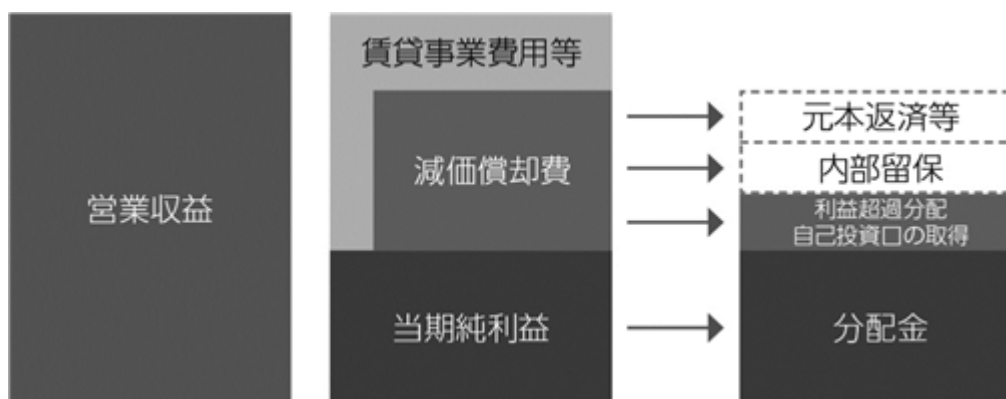 営業収益
賃貸事業費用等
減価償却費
当期純利益
元本返済等
内部留保
利益超過分配
自己投資口の取得
分配金